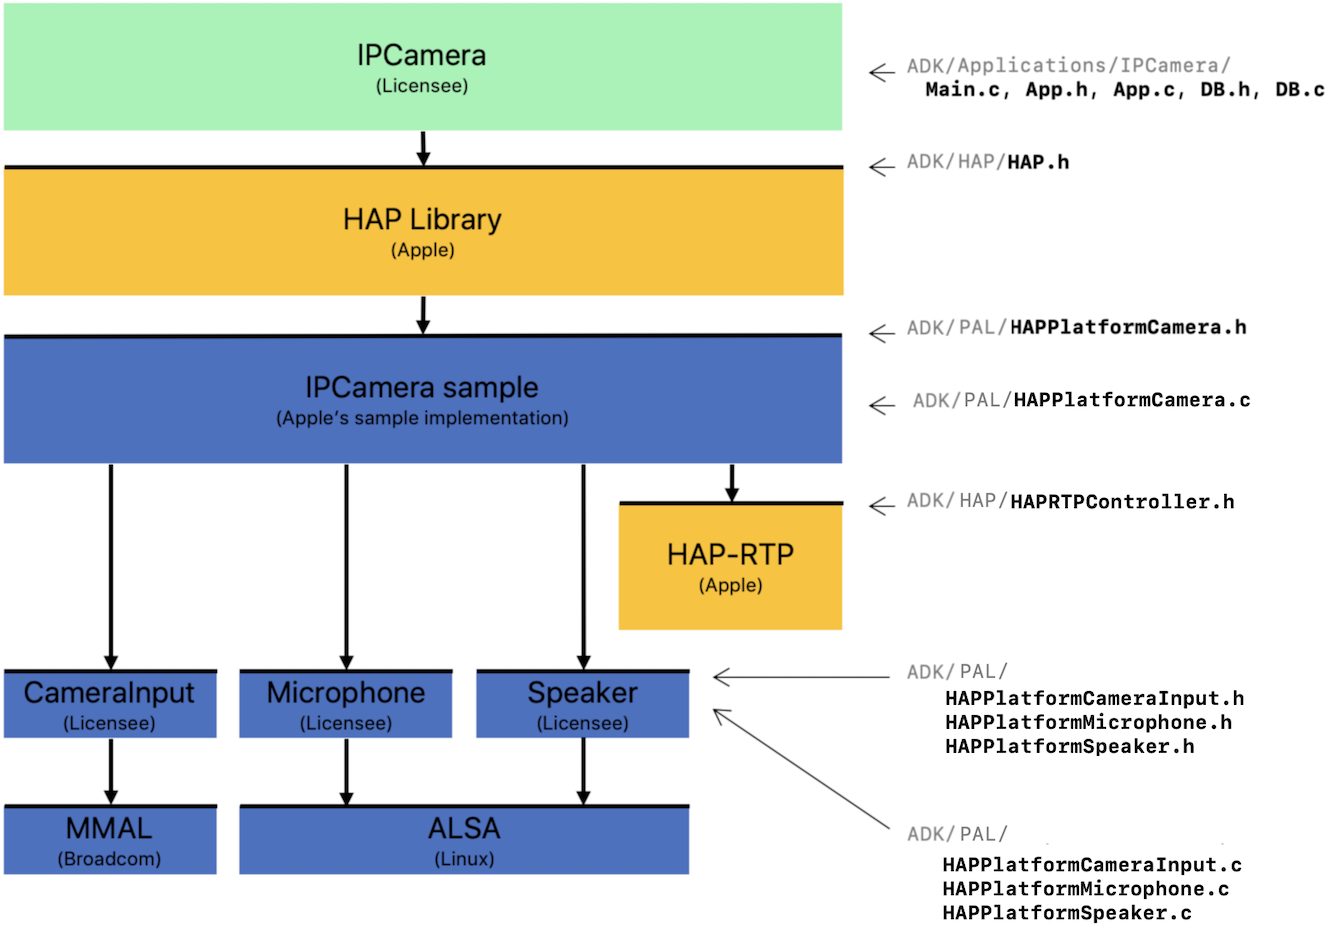 IPCamera
(Licensee)
ADK/Applications/IPCamera/
Main.c, App.h, App.c, DB.h, DB.c
ADK/HAP/HAP.h
HAP Library
(Apple)
ADK/PAL/HAPPlatformCamera.h
IPCamera sample
(Apple’s sample implementation)
ADK/PAL/HAPPlatformCamera.c
ADK/HAP/HAPRTPController.h
HAP-RTP
(Apple)
CameraInput
(Licensee)
Microphone
(Licensee)
Speaker
(Licensee)
ADK/PAL/
HAPPlatformCameraInput.h
HAPPlatformMicrophone.h
HAPPlatformSpeaker.h
MMAL
(Broadcom)
ALSA
(Linux)
ADK/PAL/
HAPPlatformCameraInput.c
HAPPlatformMicrophone.c
HAPPlatformSpeaker.c